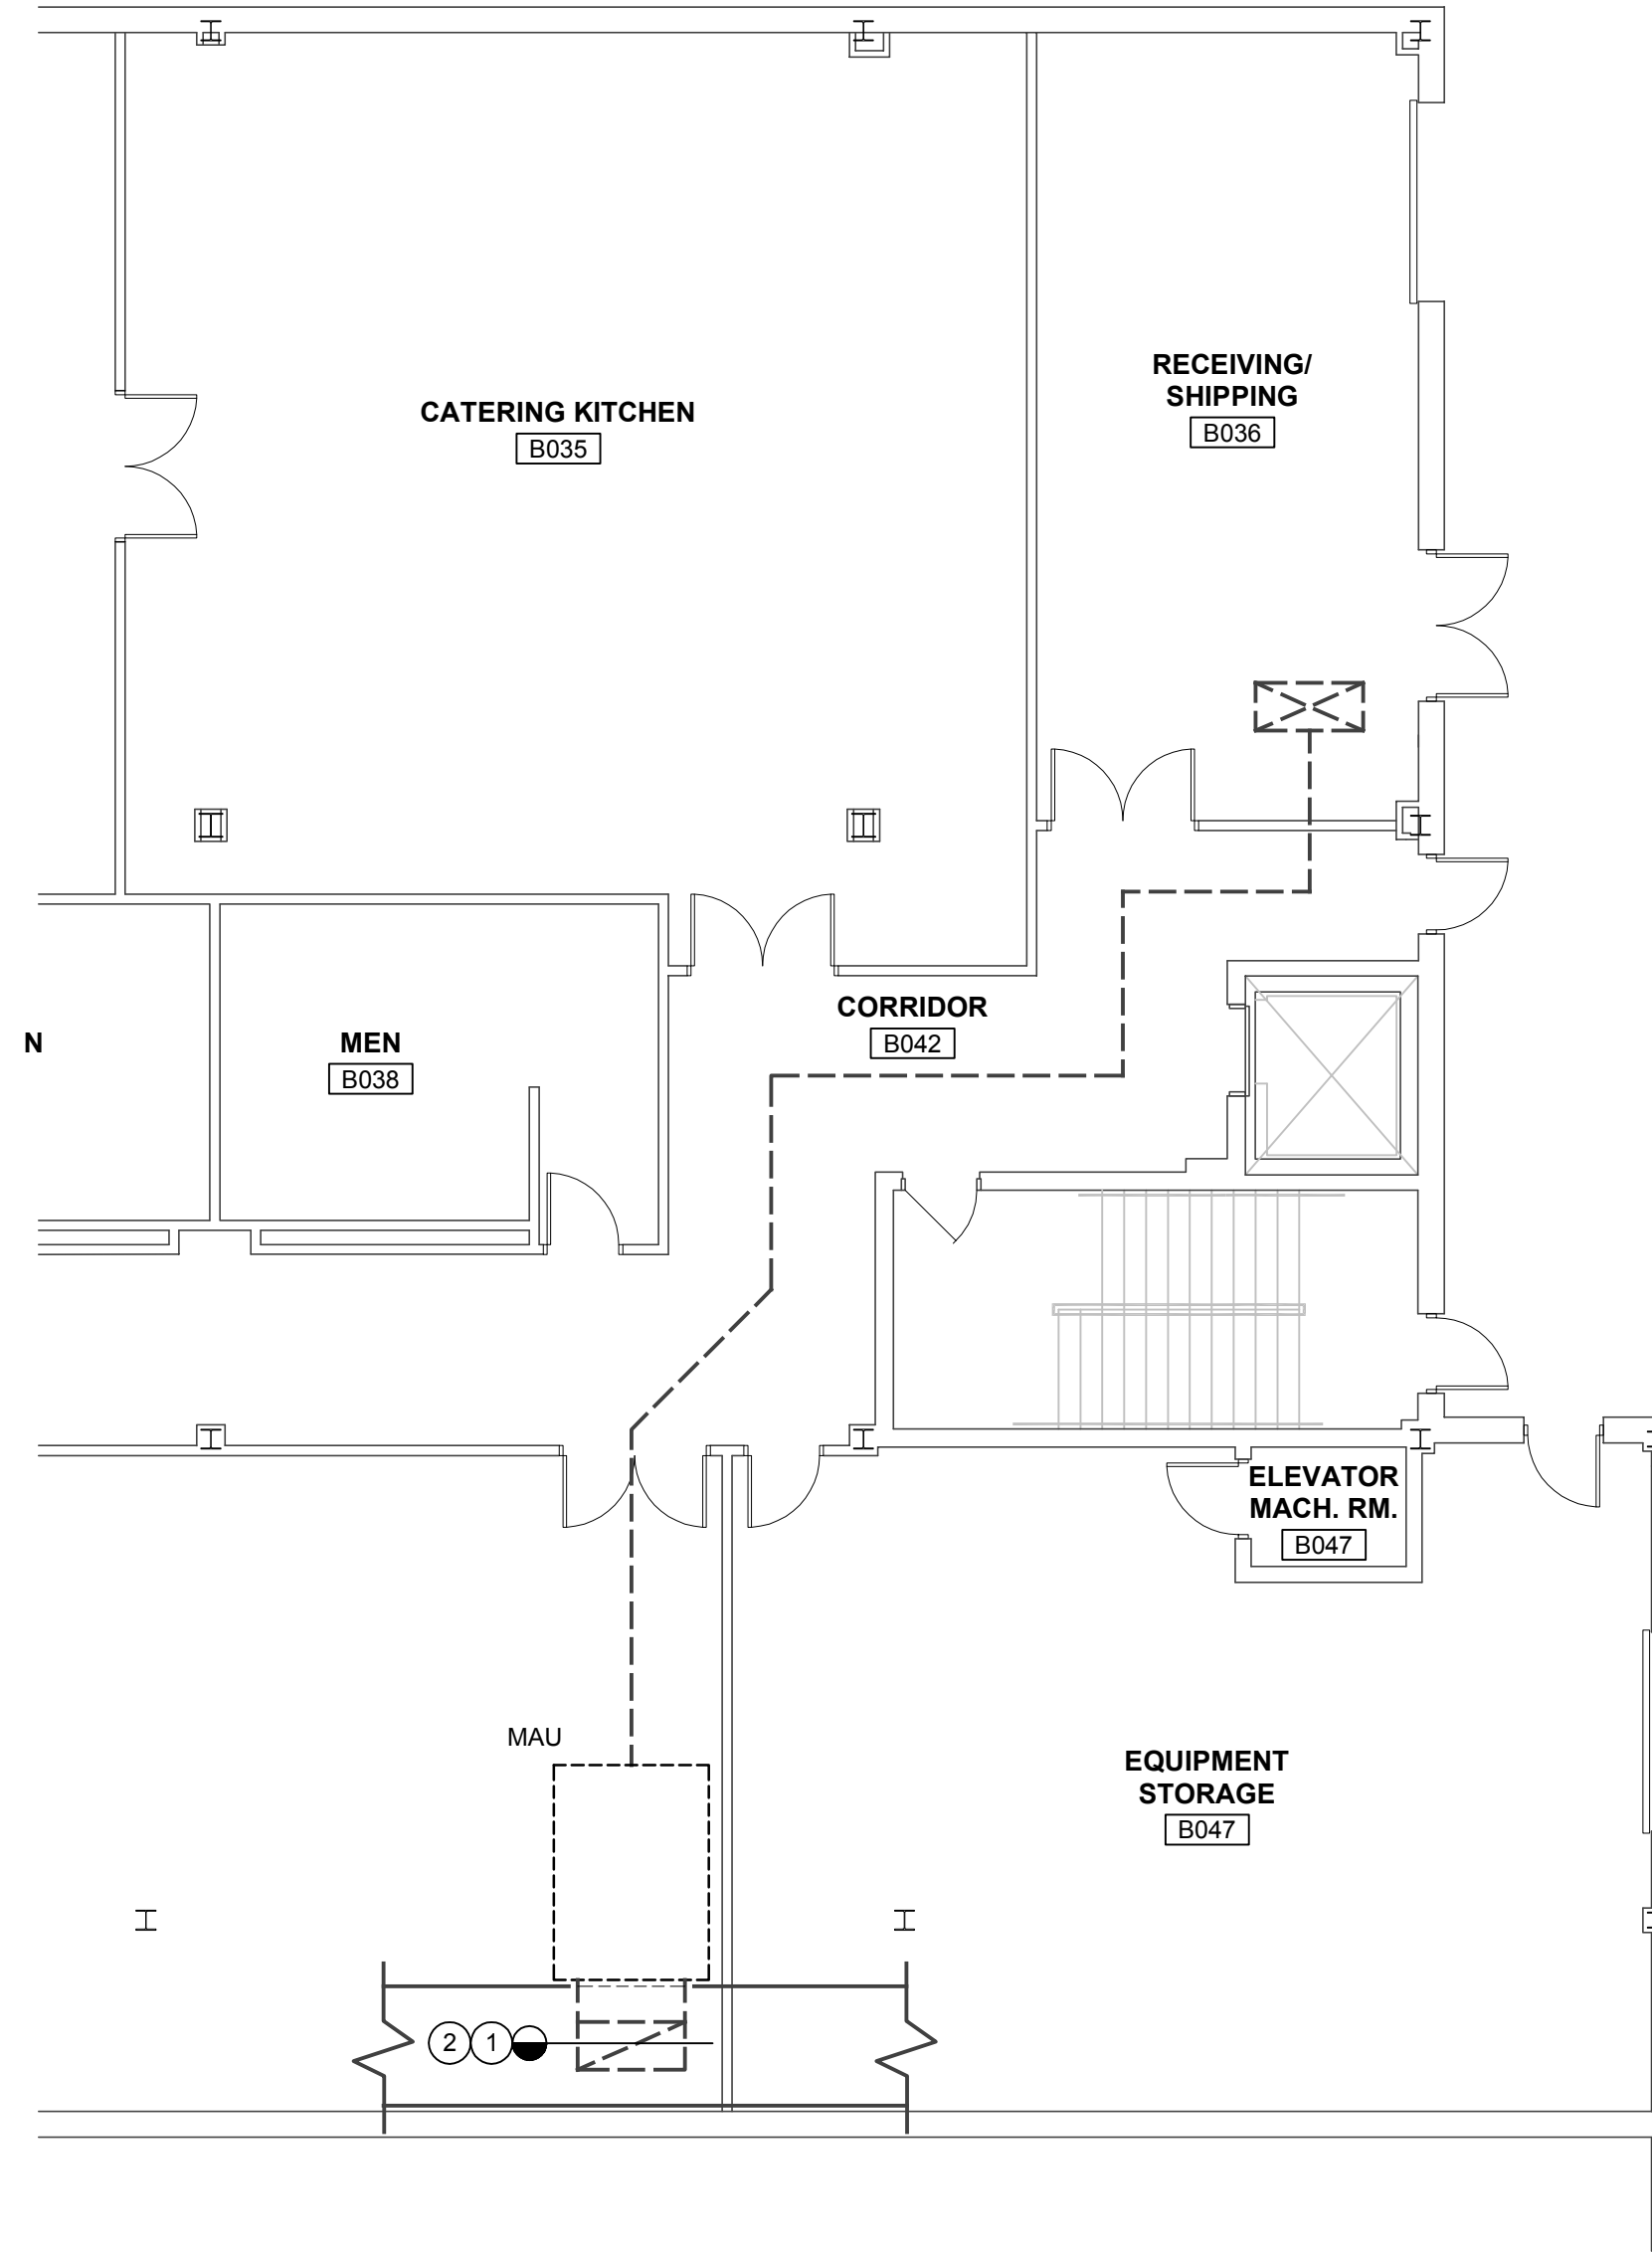 RECEIVING/
SHIPPING
B036
CATERING KITCHEN
B035
CORRIDOR
B042
N
MEN
B038
ELEVATOR
MACH. RM.
B047
MAU
EQUIPMENT
STORAGE
B047
2 1